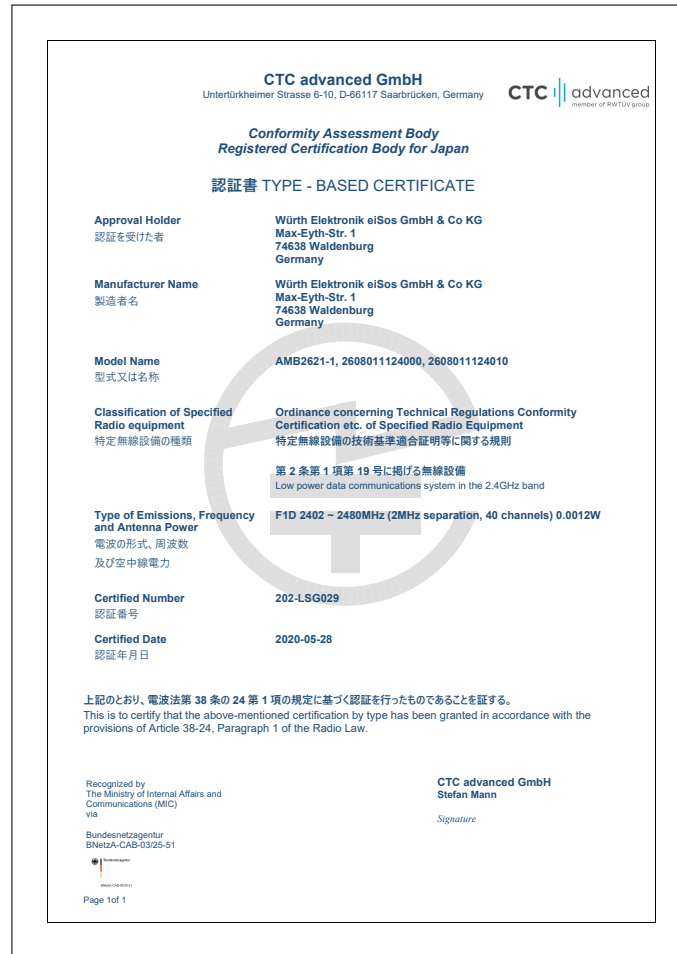 CTC advanced GmbH
Untertürkheimer Strasse 6-10, D-66117 Saarbrücken, Germany
CTC advanced
member of RWTÜV group
Conformity Assessment Body
Registered Certification Body for Japan
認証書 TYPE - BASED CERTIFICATE
Approval Holder
認証を受けた者
Würth Elektronik eiSos GmbH & Co KG
Max-Eyth-Str. 1
74638 Waldenburg
Germany
Manufacturer Name
製造者名
Würth Elektronik eiSos GmbH & Co KG
Max-Eyth-Str. 1
74638 Waldenburg
Germany
Model Name
型式又は名称
AMB2621-1, 2608011124000, 2608011124010
Classification of Specified
Radio equipment
特定無線設備の種類
Ordinance concerning Technical Regulations Conformity
Certification etc. of Specified Radio Equipment
特定無線設備の技術基準適合証明等に関する規則
第 2 条第 1 項第 19 号に掲げる無線設備
Low power data communications system in the 2.4GHz band
Type of Emissions, Frequency
and Antenna Power
電波の形式、周波数
及び空中線電力
F1D 2402 ~ 2480MHz (2MHz separation, 40 channels) 0.0012W
Certified Number
認証番号
202-LSG029
Certified Date
認証年月日
2020-05-28
上記のとおり、電波法第 38 条の 24 第 1 項の規定に基づく認証を行ったものであることを証する。
This is to certify that the above-mentioned certification by type has been granted in accordance with the
provisions of Article 38-24, Paragraph 1 of the Radio Law.
Recognized by
The Ministry of Internal Affairs and
Communications (MIC)
via
Bundesnetzagentur
BNetzA-CAB-03/25-51
Bundesnetzagentur
BNetzA-CAB-03/25-51
Page 1of 1
CTC advanced GmbH
Stefan Mann
Signature